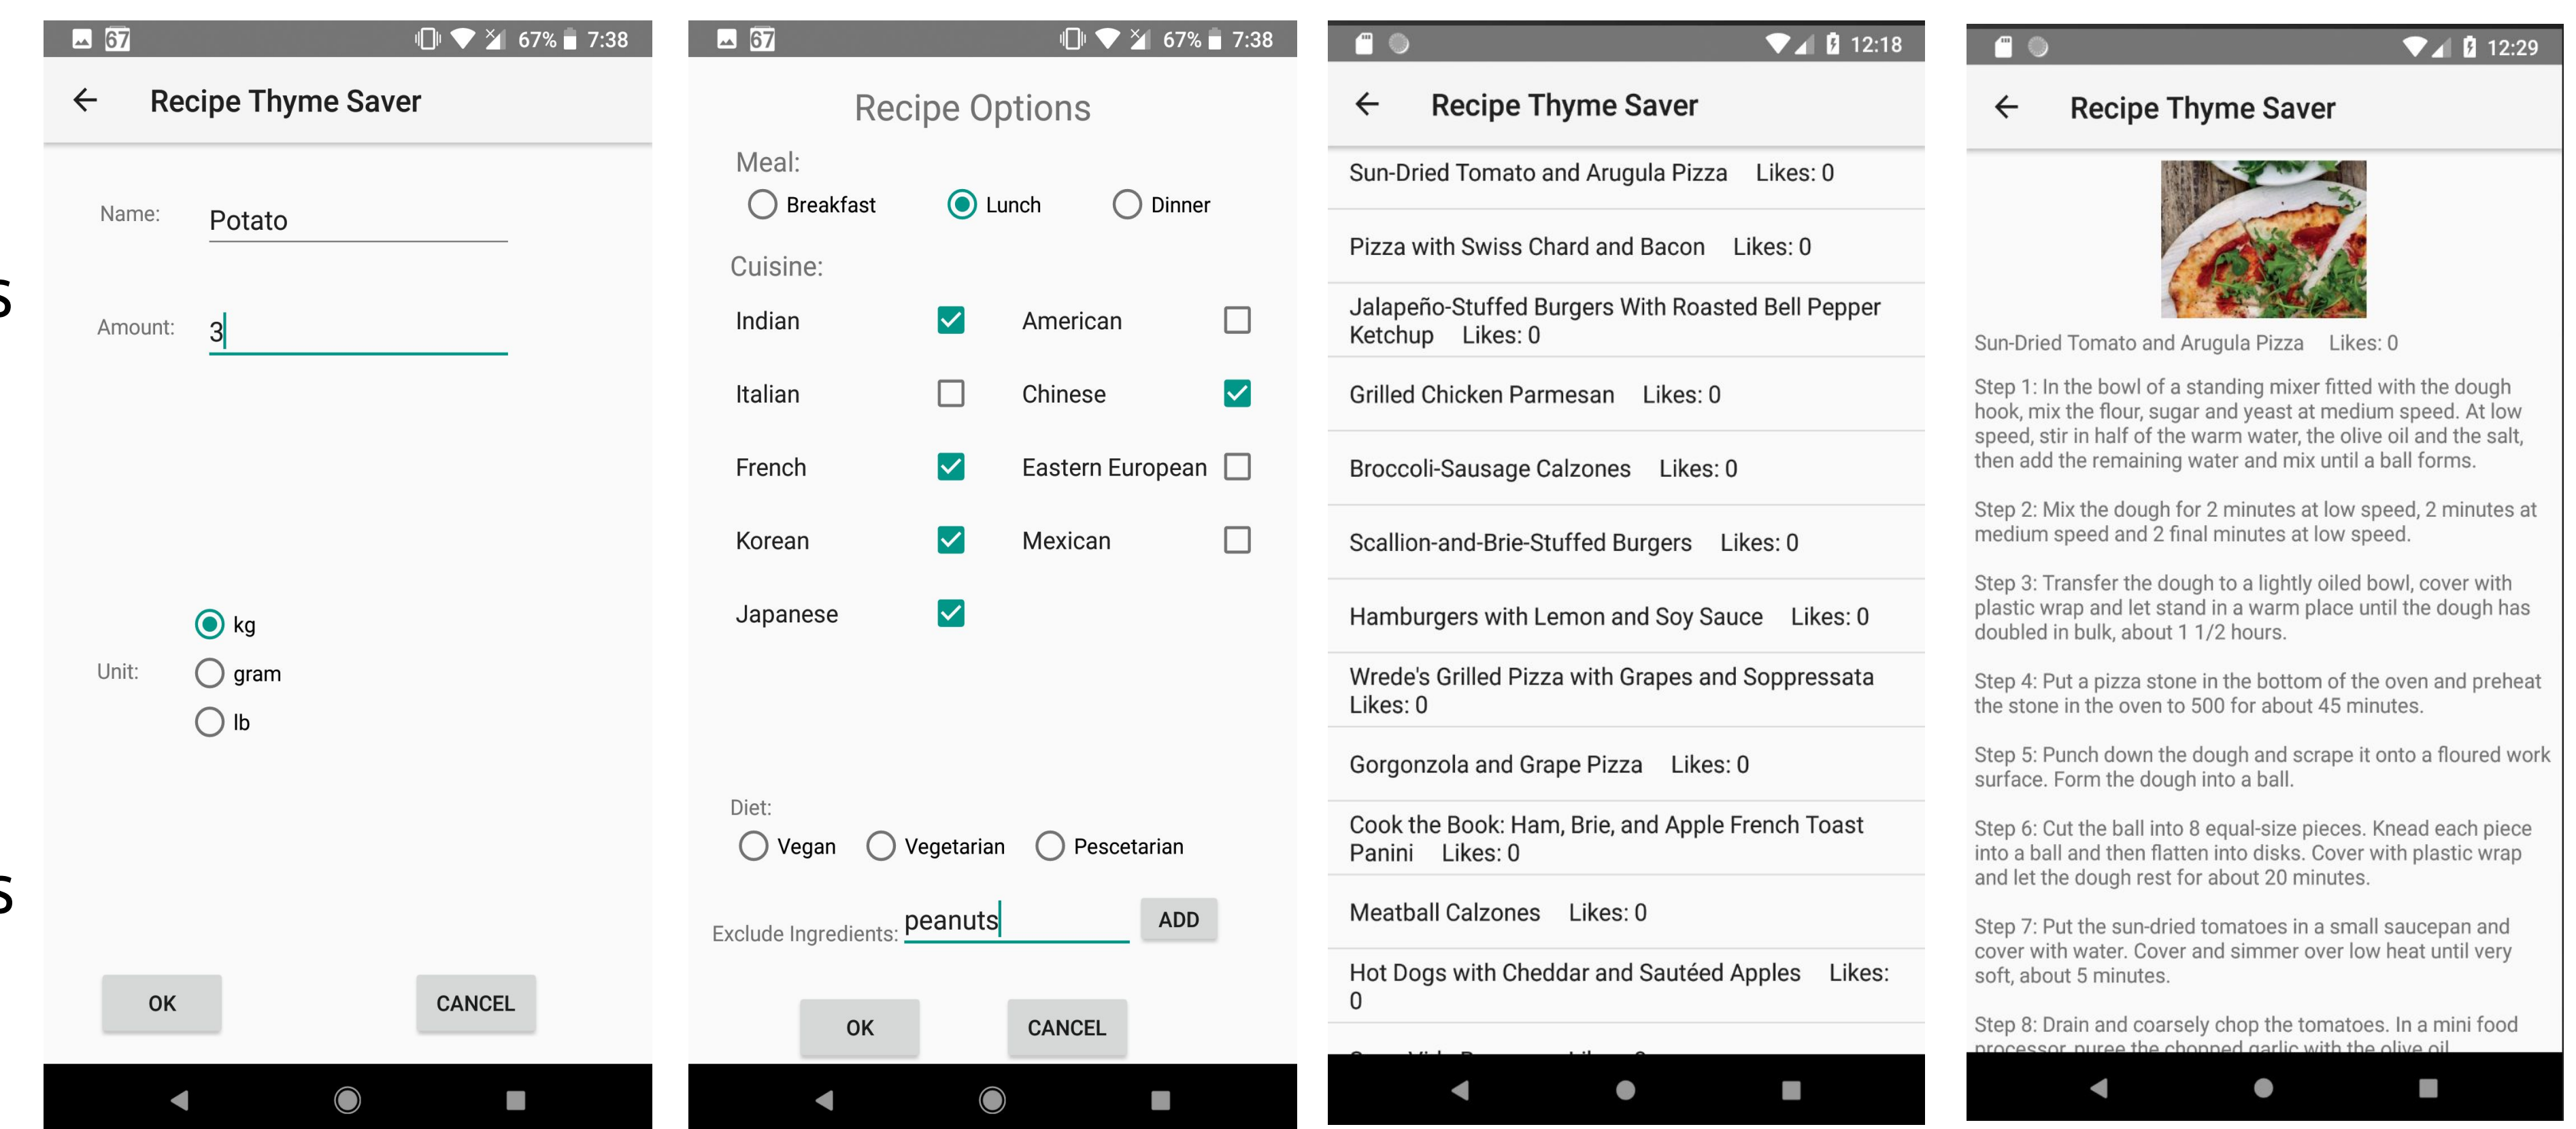 s
s
67
67% 7:38
Recipe Thyme Saver
Name:
Potato
Amount:
3
Unit:
kg
gram
lb
OK
CANCEL
67
67% 7:38
Recipe Options
Meal:
Breakfast
Lunch
Dinner
Cuisine:
Indian
American
Italian
Chinese
French
Eastern European
Korean
Mexican
Japanese
Diet:
Vegan
Vegetarian
Pescetarian
Exclude Ingredients:
peanuts
ADD
OK
CANCEL
12:18
Recipe Thyme Saver
Sun-Dried Tomato and Arugula Pizza Likes: 0
Pizza with Swiss Chard and Bacon Likes: 0
Jalapeño-Stuffed Burgers With Roasted Bell Pepper
Ketchup Likes: 0
Grilled Chicken Parmesan Likes: 0
Broccoli-Sausage Calzones Likes: 0
Scallion-and-Brie-Stuffed Burgers Likes: 0
Hamburgers with Lemon and Soy Sauce Likes: 0
Wrede's Grilled Pizza with Grapes and Soppressata
Likes: 0
Gorgonzola and Grape Pizza Likes: 0
Cook the Book: Ham, Brie, and Apple French Toast
Panini Likes: 0
Meatball Calzones Likes: 0
Hot Dogs with Cheddar and Sautéed Apples Likes:
0
12:29
Recipe Thyme Saver
Sun-Dried Tomato and Arugula Pizza Likes: 0
Step 1: In the bowl of a standing mixer fitted with the dough
hook, mix the flour, sugar and yeast at medium speed. At low
speed, stir in half of the warm water, the olive oil and the salt,
then add the remaining water and mix until a ball forms.
Step 2: Mix the dough for 2 minutes at low speed, 2 minutes at
medium speed and 2 final minutes at low speed.
Step 3: Transfer the dough to a lightly oiled bowl, cover with
plastic wrap and let stand in a warm place until the dough has
doubled in bulk, about 1 1/2 hours.
Step 4: Put a pizza stone in the bottom of the oven and preheat
the stone in the oven to 500 for about 45 minutes.
Step 5: Punch down the dough and scrape it onto a floured work
surface. Form the dough into a ball.
Step 6: Cut the ball into 8 equal-size pieces. Knead each piece
into a ball and then flatten into disks. Cover with plastic wrap
and let the dough rest for about 20 minutes.
Step 7: Put the sun-dried tomatoes in a small saucepan and
cover with water. Cover and simmer over low heat until very
soft, about 5 minutes.
Step 8: Drain and coarsely chop the tomatoes. In a mini food
processor, puree the chopped garlic with the olive oil